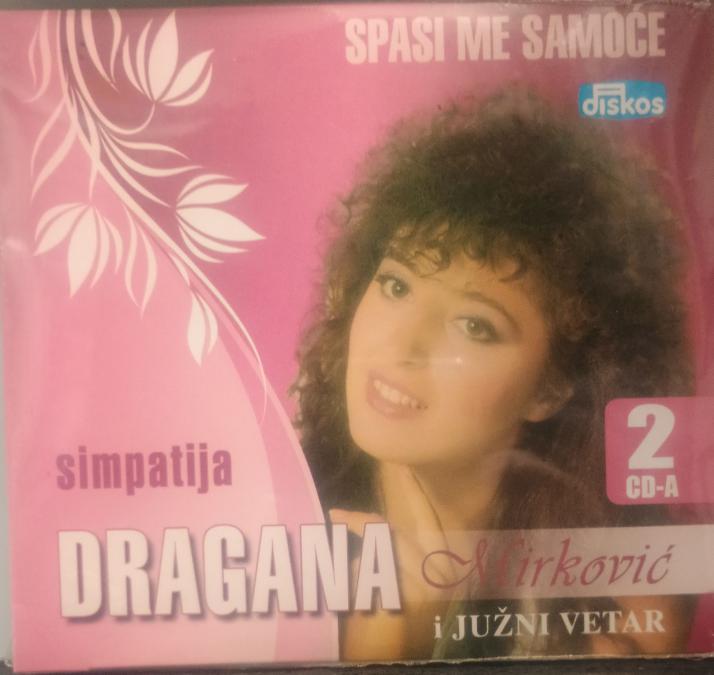 SPASI ME SAMOĆE
diskos
simpatija
2
CD-A
DRAGANA
Mirković
i JUŽNI VETAR